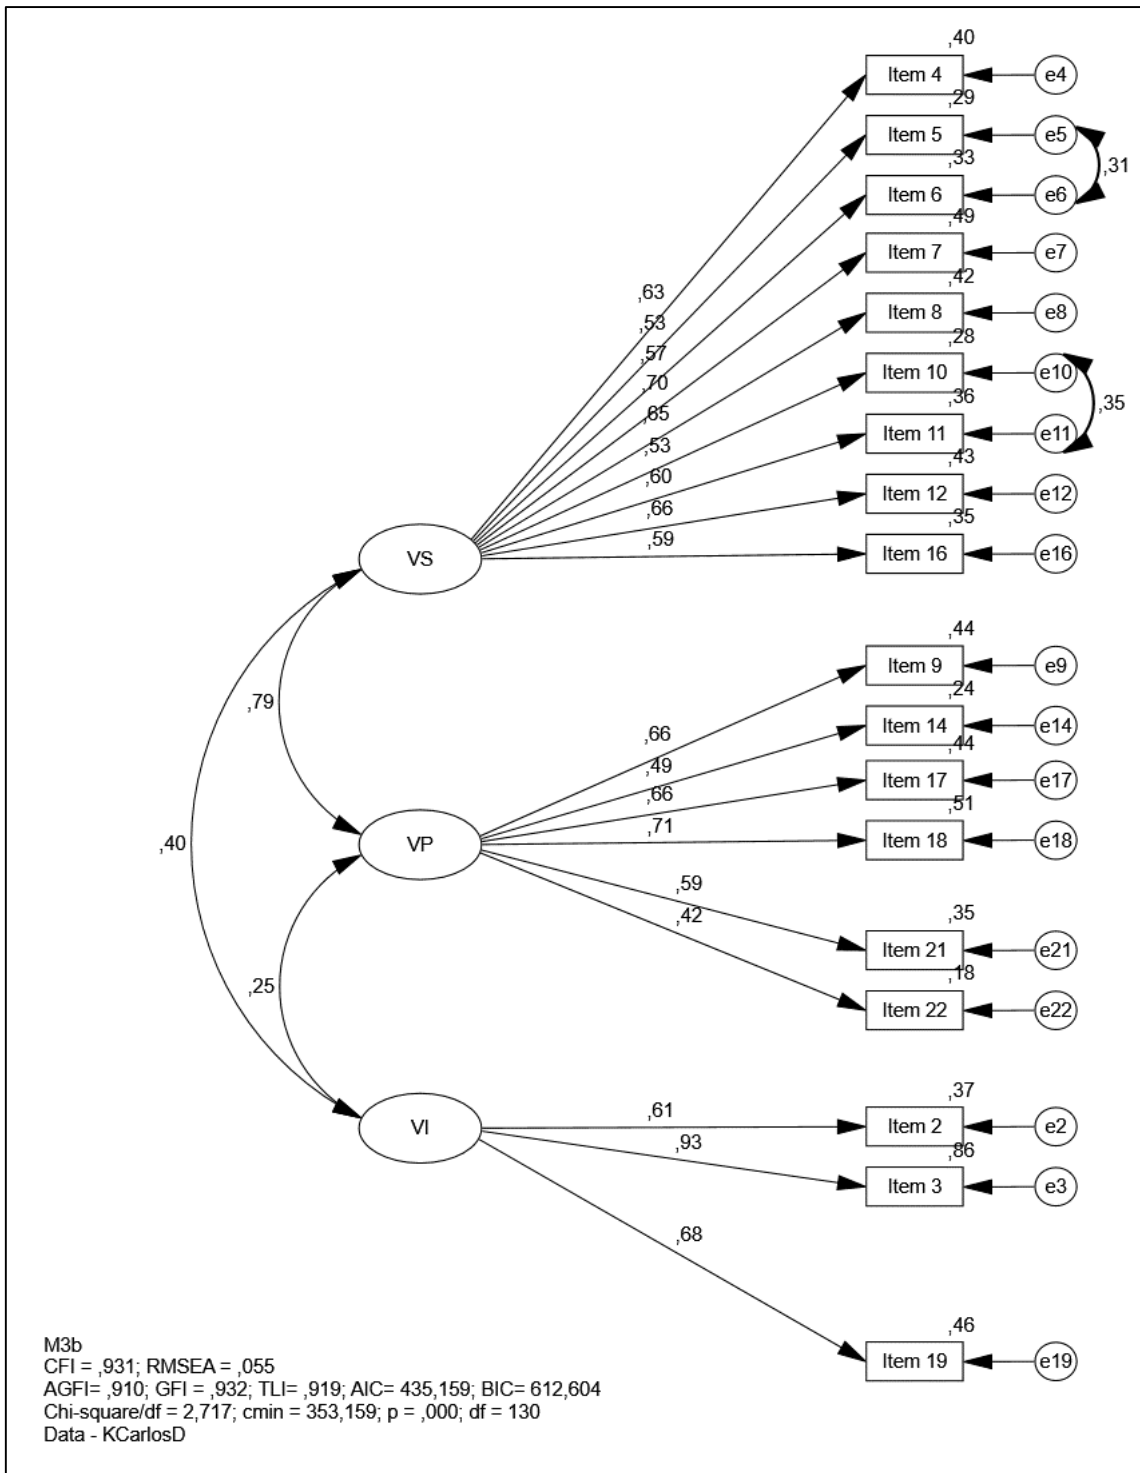 ,40
Item 4
e4
,29
Item 5
e5
,31
,33
Item 6
e6
,49
Item 7
e7
,42
Item 8
e8
,28
Item 10
e10
,35
,36
Item 11
e11
,43
Item 12
e12
,35
Item 16
e16
,63
,53
,57
,70
,65
,53
,60
,66
,59
VS
,44
Item 9
e9
,24
Item 14
e14
,44
Item 17
e17
,51
Item 18
e18
,79
,66
,49
,66
,71
VP
,40
,59
,42
,35
Item 21
e21
,18
Item 22
e22
,25
,37
Item 2
e2
,61
VI
,93
,86
Item 3
e3
,68
,46
Item 19
e19
M3b
CFI = ,931; RMSEA = ,055
AGFI= ,910; GFI = ,932; TLI= ,919; AIC= 435,159; BIC= 612,604
Chi-square/df = 2,717; cmin = 353,159; p = ,000; df = 130
Data - KCarlosD